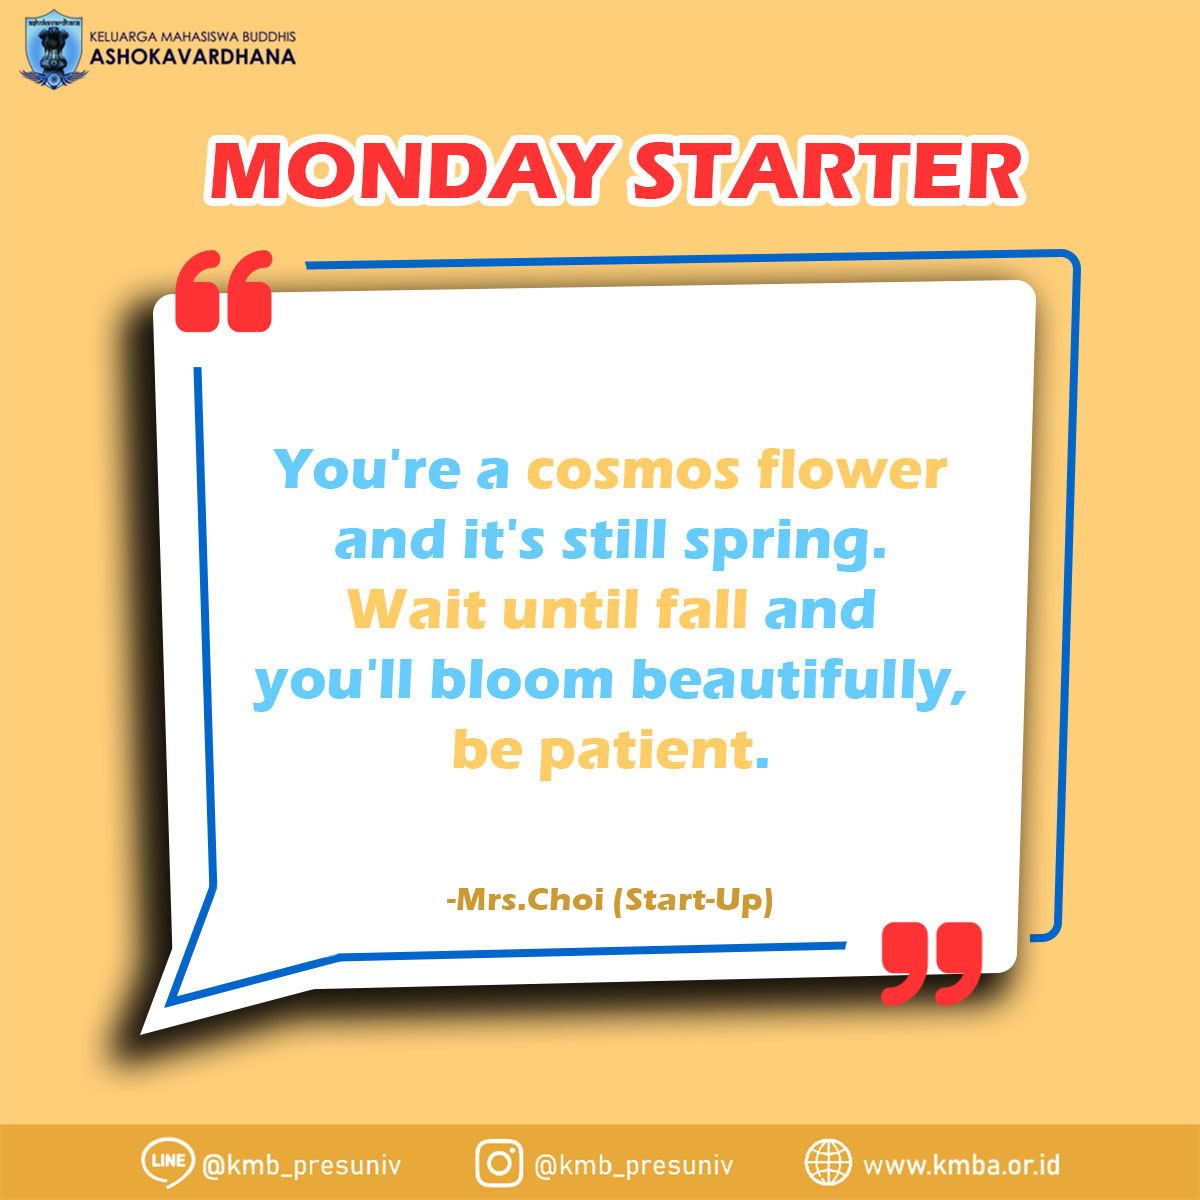 ashokavardhana
KELUARGA MAHASISWA BUDDHIS
ASHOKAVARDHANA
MONDAY STARTER
“
You're a cosmos flower
and it's still spring.
Wait until fall and
you'll bloom beautifully,
be patient.
-Mrs.Choi (Start-Up)
”
LINE @kmb_presuniv @kmb_presuniv www.kmba.or.id